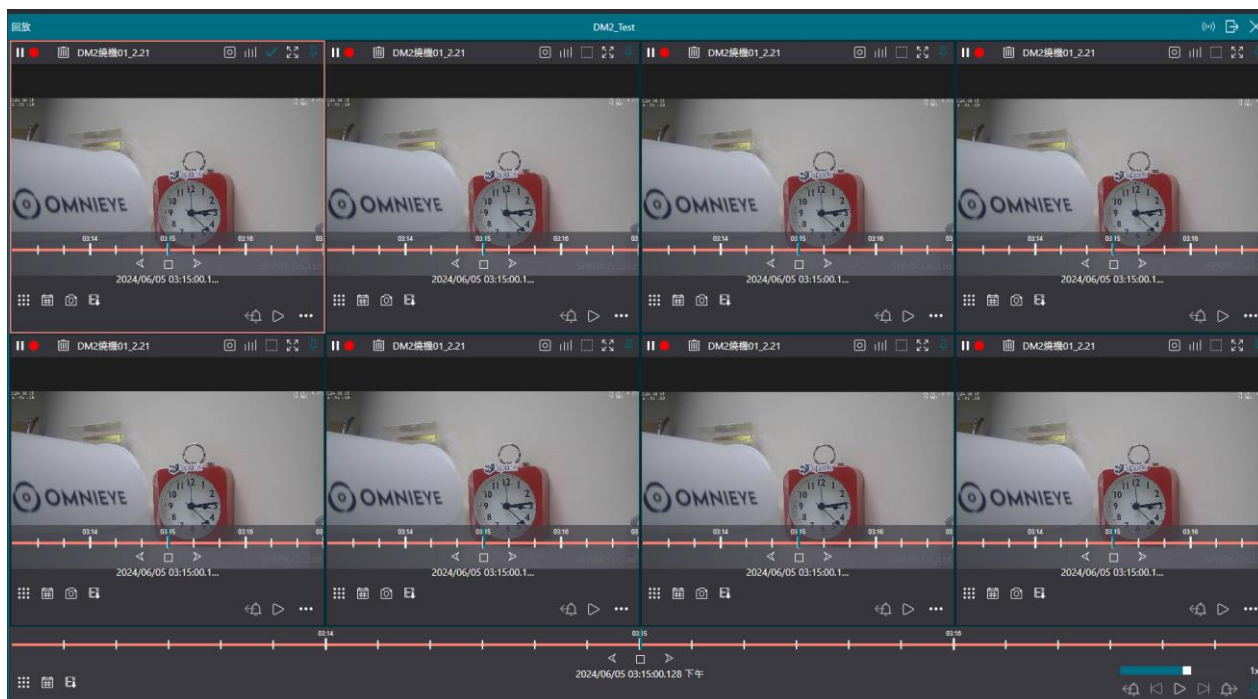 回放 DM2_Test
DM2燒機01_2.21 DM2燒機01_2.21 DM2燒機01_2.21 DM2燒機01_2.21
OMNIEYE OMNIEYE OMNIEYE OMNIEYE
03:14 03:15 03:16 03:14 03:15 03:16 03:14 03:15 03:16 03:14 03:15 03:16
2024/06/05 03:15:00.1... 2024/06/05 03:15:00.1... 2024/06/05 03:15:00.1... 2024/06/05 03:15:00.1...
DM2燒機01_2.21 DM2燒機01_2.21 DM2燒機01_2.21 DM2燒機01_2.21
OMNIEYE OMNIEYE OMNIEYE OMNIEYE
03:14 03:15 03:16 03:14 03:15 03:16 03:14 03:15 03:16 03:14 03:15 03:16
2024/06/05 03:15:00.1... 2024/06/05 03:15:00.1... 2024/06/05 03:15:00.1... 2024/06/05 03:15:00.1...
03:14 03:15 03:16
2024/06/05 03:15:00.128 下午
1x